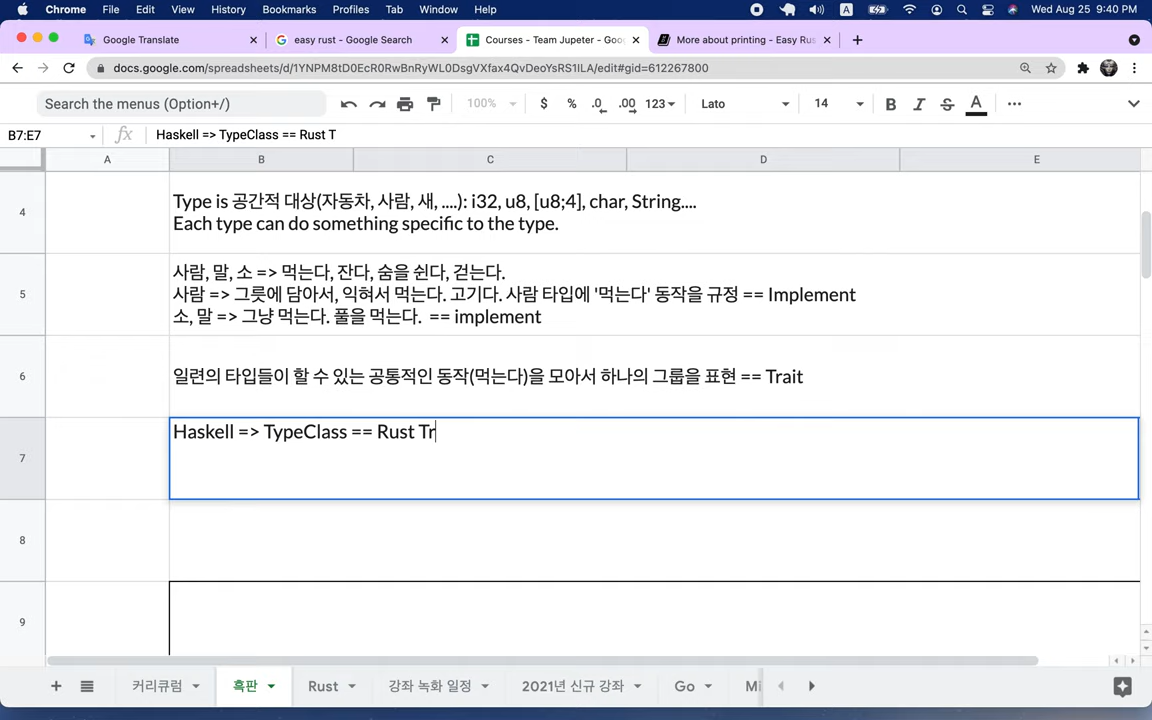 Chrome File Edit View History Bookmarks Profiles Tab Window Help A Wed Aug 25 9:40 PM
Google Translate easy rust - Google Search Courses - Team Jupeter - Goo More about printing - Easy Rus
docs.google.com/spreadsheets/d/1YNPM8tD0EcR0RwBnRyWL0DsgVXfax4QvDeoYsRS1ILA/edit#gid=612267800
Search the menus (Option+/) 100% $ % .0 .00 123 Lato 14 B I S A
B7:E7 fx Haskell => TypeClass == Rust T
A B C D E
4
Type is 공간적 대상(자동차, 사람, 새, ....): i32, u8, [u8;4], char, String....
Each type can do something specific to the type.
5
사람, 말, 소 => 먹는다, 잔다, 숨을 쉰다, 걷는다.
사람 => 그릇에 담아서, 익혀서 먹는다. 고기다. 사람 타입에 '먹는다' 동작을 규정 == Implement
소, 말 => 그냥 먹는다. 풀을 먹는다. == implement
6
일련의 타입들이 할 수 있는 공통적인 동작(먹는다)을 모아서 하나의 그룹을 표현 == Trait
7
Haskell => TypeClass == Rust Tr
8
9
커리큐럼 흑판 Rust 강좌 녹화 일정 2021년 신규 강좌 Go Mi